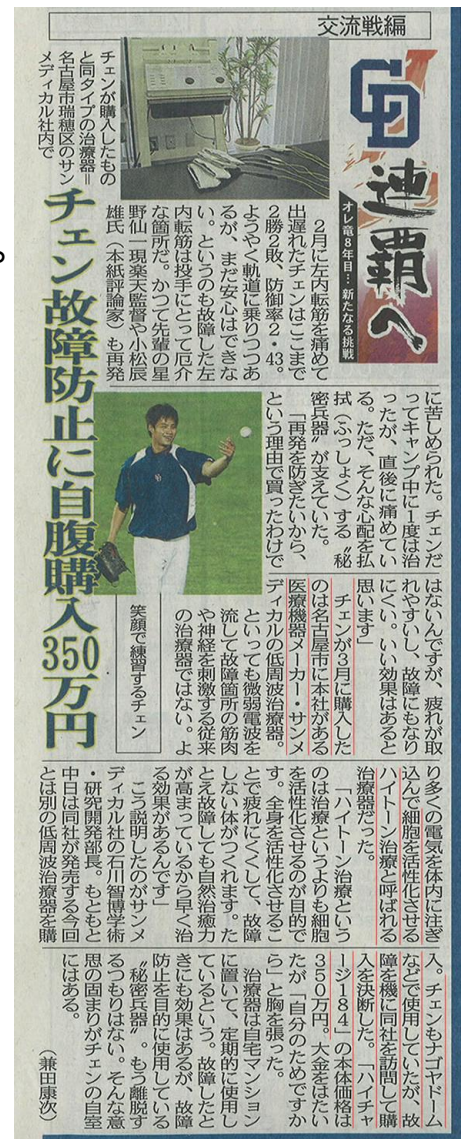 交流戦編
CD
連覇へ
オレ竜8年目…新たなる挑戦
チェンが購入したもの
と同タイプの治療器＝
名古屋市瑞穂区のサン
メディカル社内で
チェン故障防止に自腹購入350万円
2月に左内転筋を痛めて
出遅れたチェンはここまで
2勝2敗、防御率2・43。
ようやく軌道に乗りつつあ
るが、まだ安心はできな
い。というのも故障した左
内転筋は投手にとって厄介
な箇所だ。かつて先輩の星
野仙一現楽天監督や小松辰
雄氏（本紙評論家）も再発
に苦しめられた。チェンだ
ってキャンプ中に1度は治
ったが、直後に痛めてい
る。ただ、そんな心配を払
拭（ふっしょく）する〝秘
密兵器〟が支えていた。
「再発を防ぎたいから、
という理由で買ったわけで
はないんですが、疲れが取
れやすいし、故障にもなり
にくい。いい効果はあると
思います」
チェンが3月に購入した
のは名古屋市に本社がある
医療機器メーカー・サンメ
ディカルの低周波治療器。
といっても微弱電波を
流して故障箇所の筋肉
や神経を刺激する従来
の治療器ではない。よ
笑顔で練習するチェン
り多くの電気を体内に注ぎ
込んで細胞を活性化させる
ハイトーン治療と呼ばれる
治療器だった。
「ハイトーン治療という
のは治療というよりも細胞
を活性化させるのが目的で
す。全身を活性化させるこ
とで疲れにくくして、故障
しない体がつくれます。た
とえ故障しても自然治癒力
が高まっているから早く治
る効果があるんです」
こう説明したのがサンメ
ディカル社の石川智博学術
・研究開発部長。もともと
中日は同社が発売する今回
とは別の低周波治療器を購
入。チェンもナゴヤドーム
などで使用していたが、故
障を機に同社を訪問して購
入を決断した。「ハイチャ
ージ184」の本体価格は
350万円。大金をはたい
たが「自分のためですか
ら」と胸を張った。
治療器は自宅マンション
に置いて、定期的に使用し
ているという。故障したと
きにも効果はあるが、故障
防止を目的に使用している
〝秘密兵器〟。もう離脱す
るつもりはない。そんな意
思の固まりがチェンの自室
にはある。
（兼田康次）